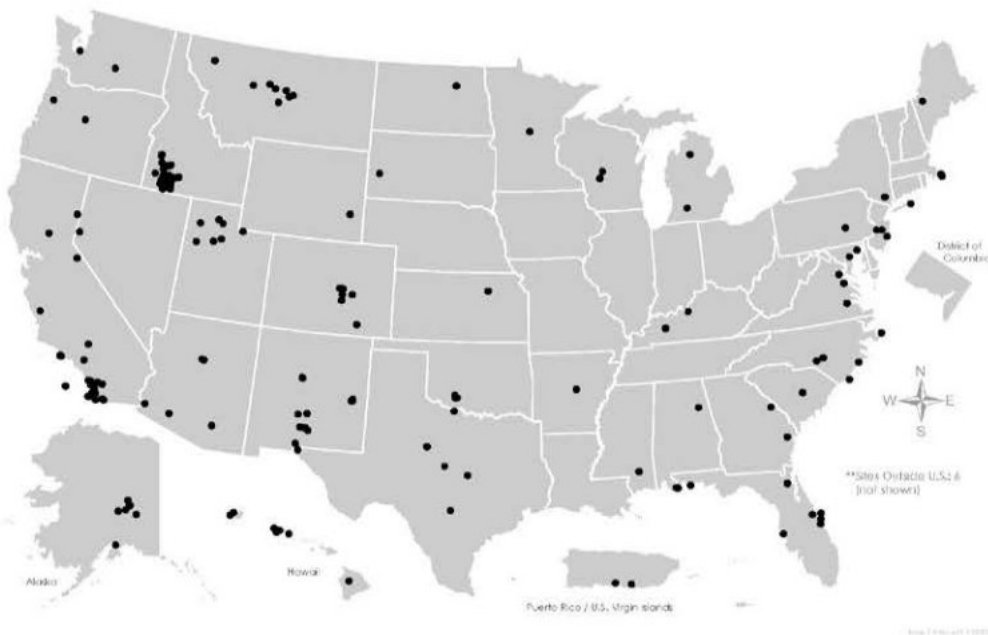 District of
Columbia
N
W E
S
**Sites Outside U.S.: 6
(not shown)
Alaska
Hawaii
Puerto Rico / U.S. Virgin Islands